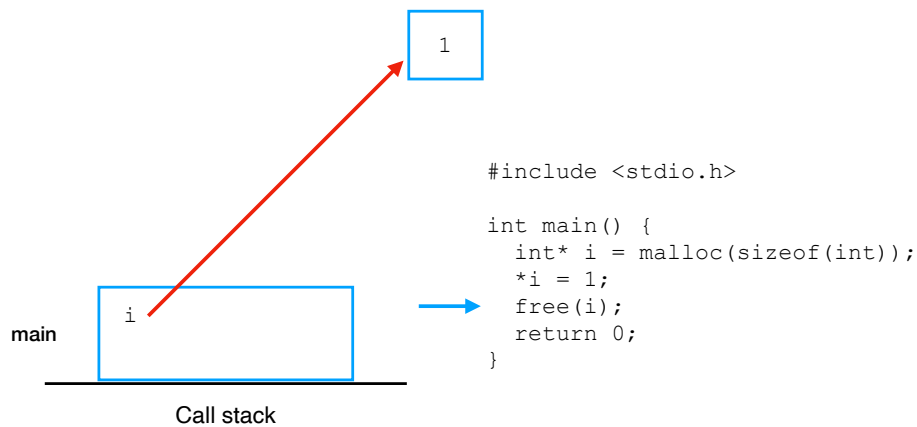 1
#include <stdio.h>
int main() {
int* i = malloc(sizeof(int));
*i = 1;
free(i);
return 0;
}
i
main
Call stack